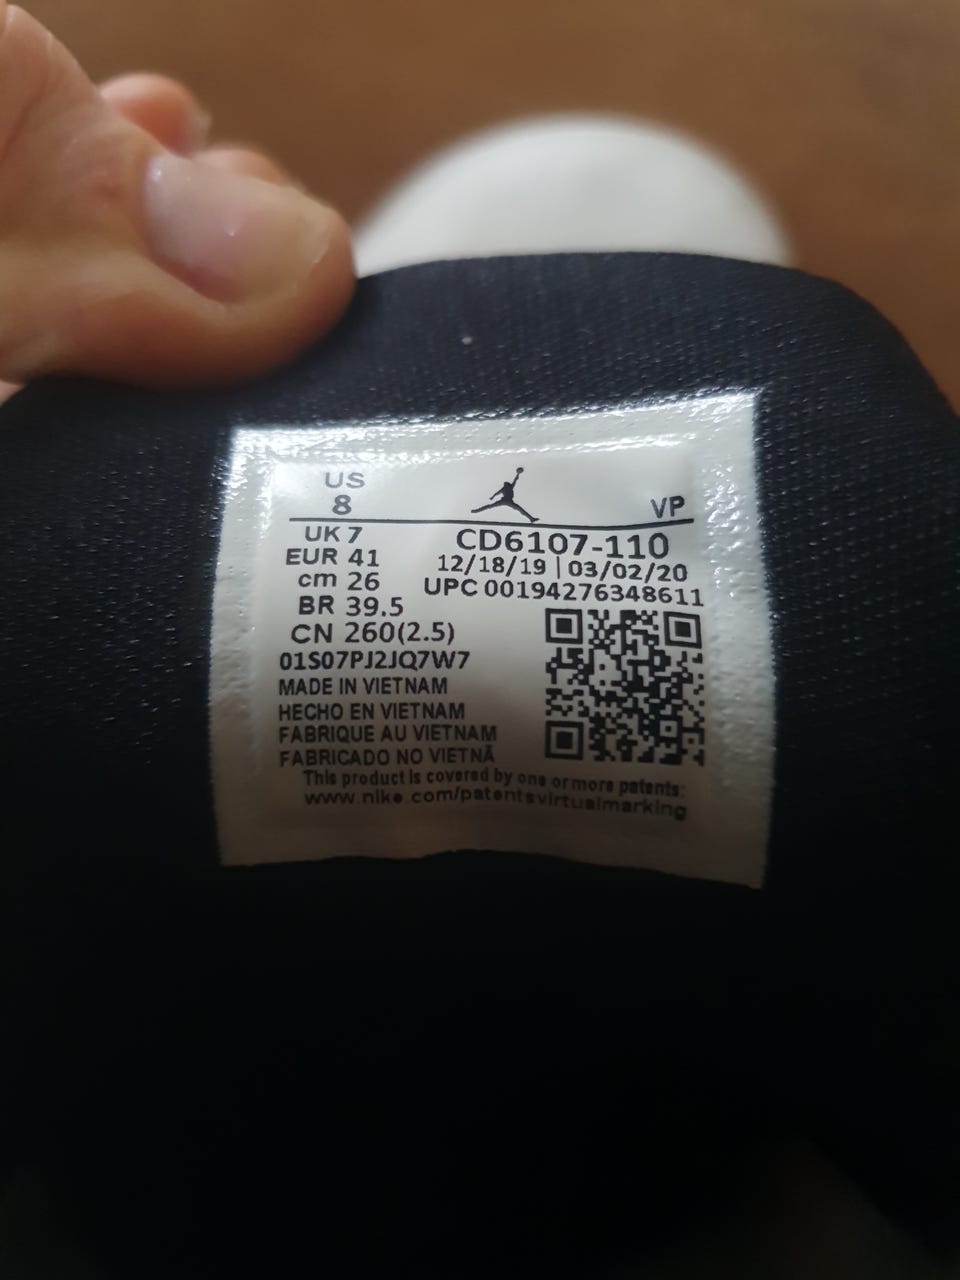 US
8
VP
UK 7
CD6107-110
EUR 41
12/18/19 | 03/02/20
cm 26
UPC 00194276348611
BR 39.5
CN 260(2.5)
01S07PJ2JQ7W7
MADE IN VIETNAM
HECHO EN VIETNAM
FABRIQUE AU VIETNAM
FABRICADO NO VIETNÃ
This product is covered by one or more patents:
www.nike.com/patentsvirtualmarking